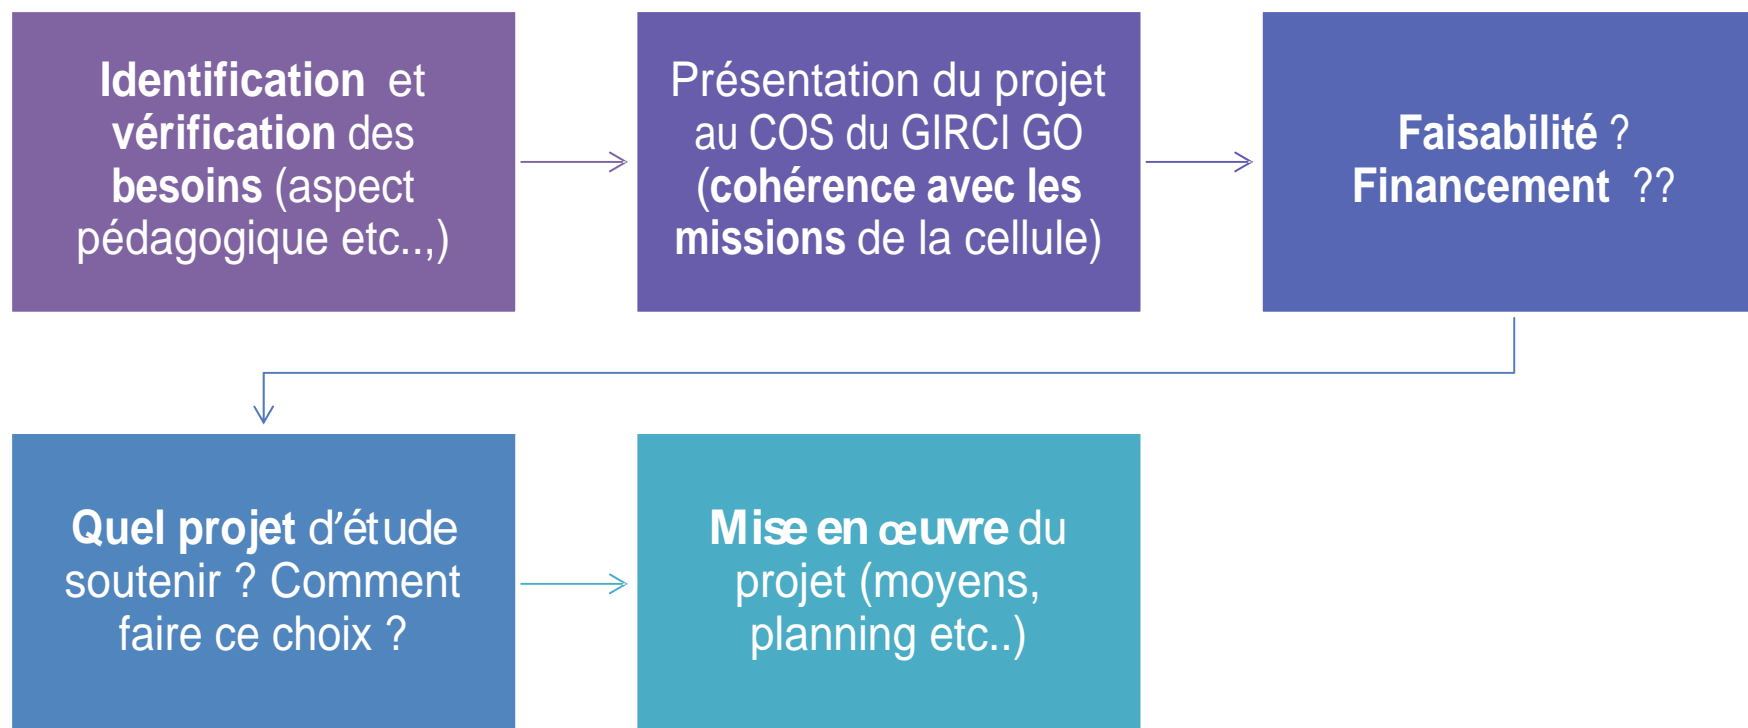 Identification et
vérification des
besoins (aspect
pédagogique etc..,)
Présentation du projet
au COS du GIRCI GO
(cohérence avec les
missions de la cellule)
Faisabilité ?
Financement ??
Quel projet d'étude
soutenir ? Comment
faire ce choix ?
Mise en œuvre du
projet (moyens,
planning etc..)